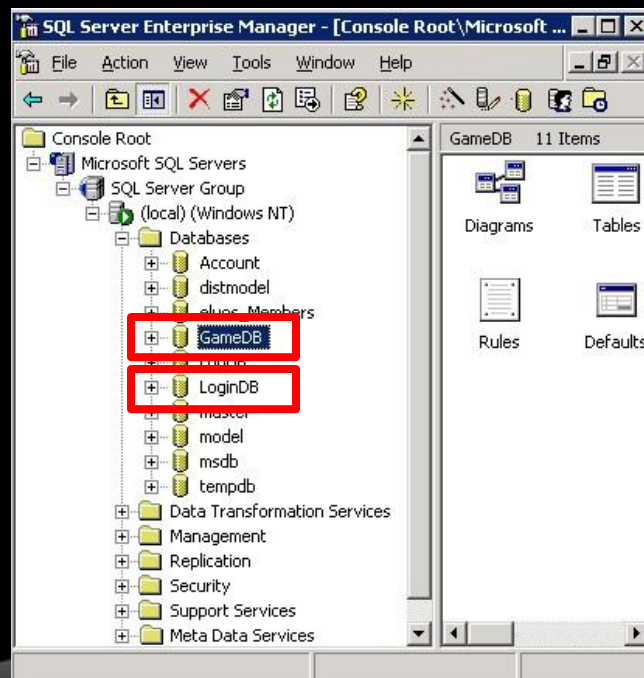 SQL Server Enterprise Manager - [Console Root\Microsoft ...
File Action View Tools Window Help
Console Root
Microsoft SQL Servers
SQL Server Group
(local) (Windows NT)
Databases
Account
distmodel
Members
GameDB
LoginDB
master
model
msdb
tempdb
Data Transformation Services
Management
Replication
Security
Support Services
Meta Data Services
GameDB 11 Items
Diagrams
Tables
Rules
Defaults